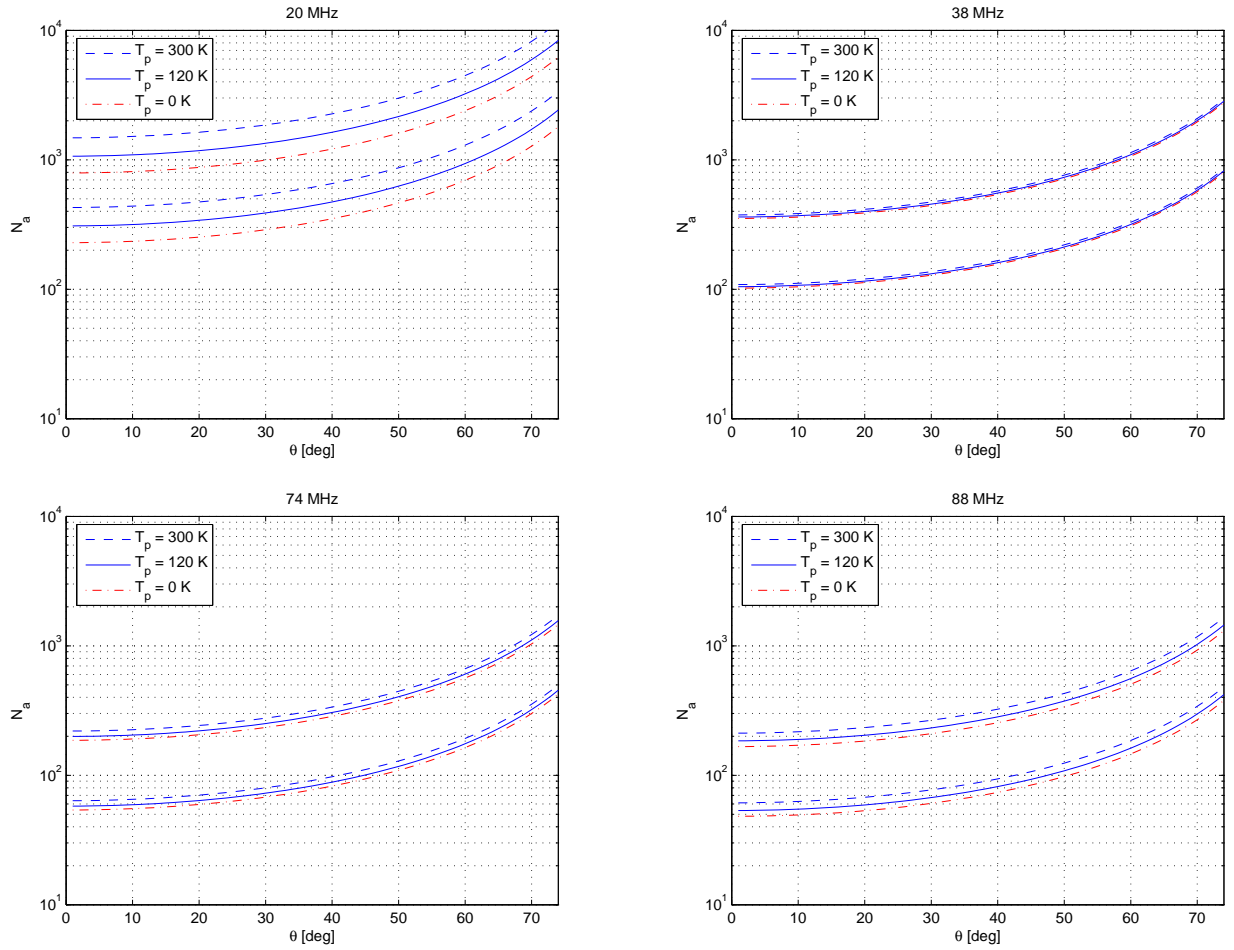 20 MHz
10^4
10^3
10^2
10^1
N_a
T_p = 300 K
T_p = 120 K
T_p = 0 K
0 10 20 30 40 50 60 70
θ [deg]
38 MHz
10^4
10^3
10^2
10^1
N_a
T_p = 300 K
T_p = 120 K
T_p = 0 K
0 10 20 30 40 50 60 70
θ [deg]
74 MHz
10^4
10^3
10^2
10^1
N_a
T_p = 300 K
T_p = 120 K
T_p = 0 K
0 10 20 30 40 50 60 70
θ [deg]
88 MHz
10^4
10^3
10^2
10^1
N_a
T_p = 300 K
T_p = 120 K
T_p = 0 K
0 10 20 30 40 50 60 70
θ [deg]